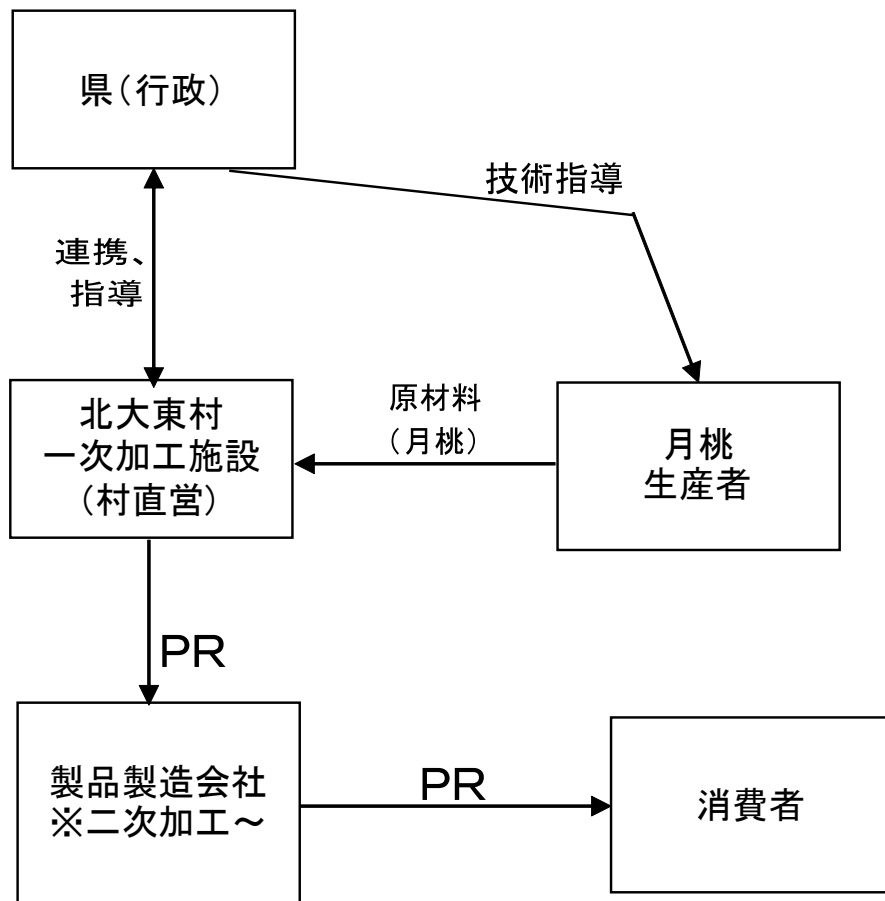 県（行政）
技術指導
連携、
指導
北大東村
一次加工施設
（村直営）
原材料
（月桃）
月桃
生産者
PR
製品製造会社
※二次加工～
PR
消費者